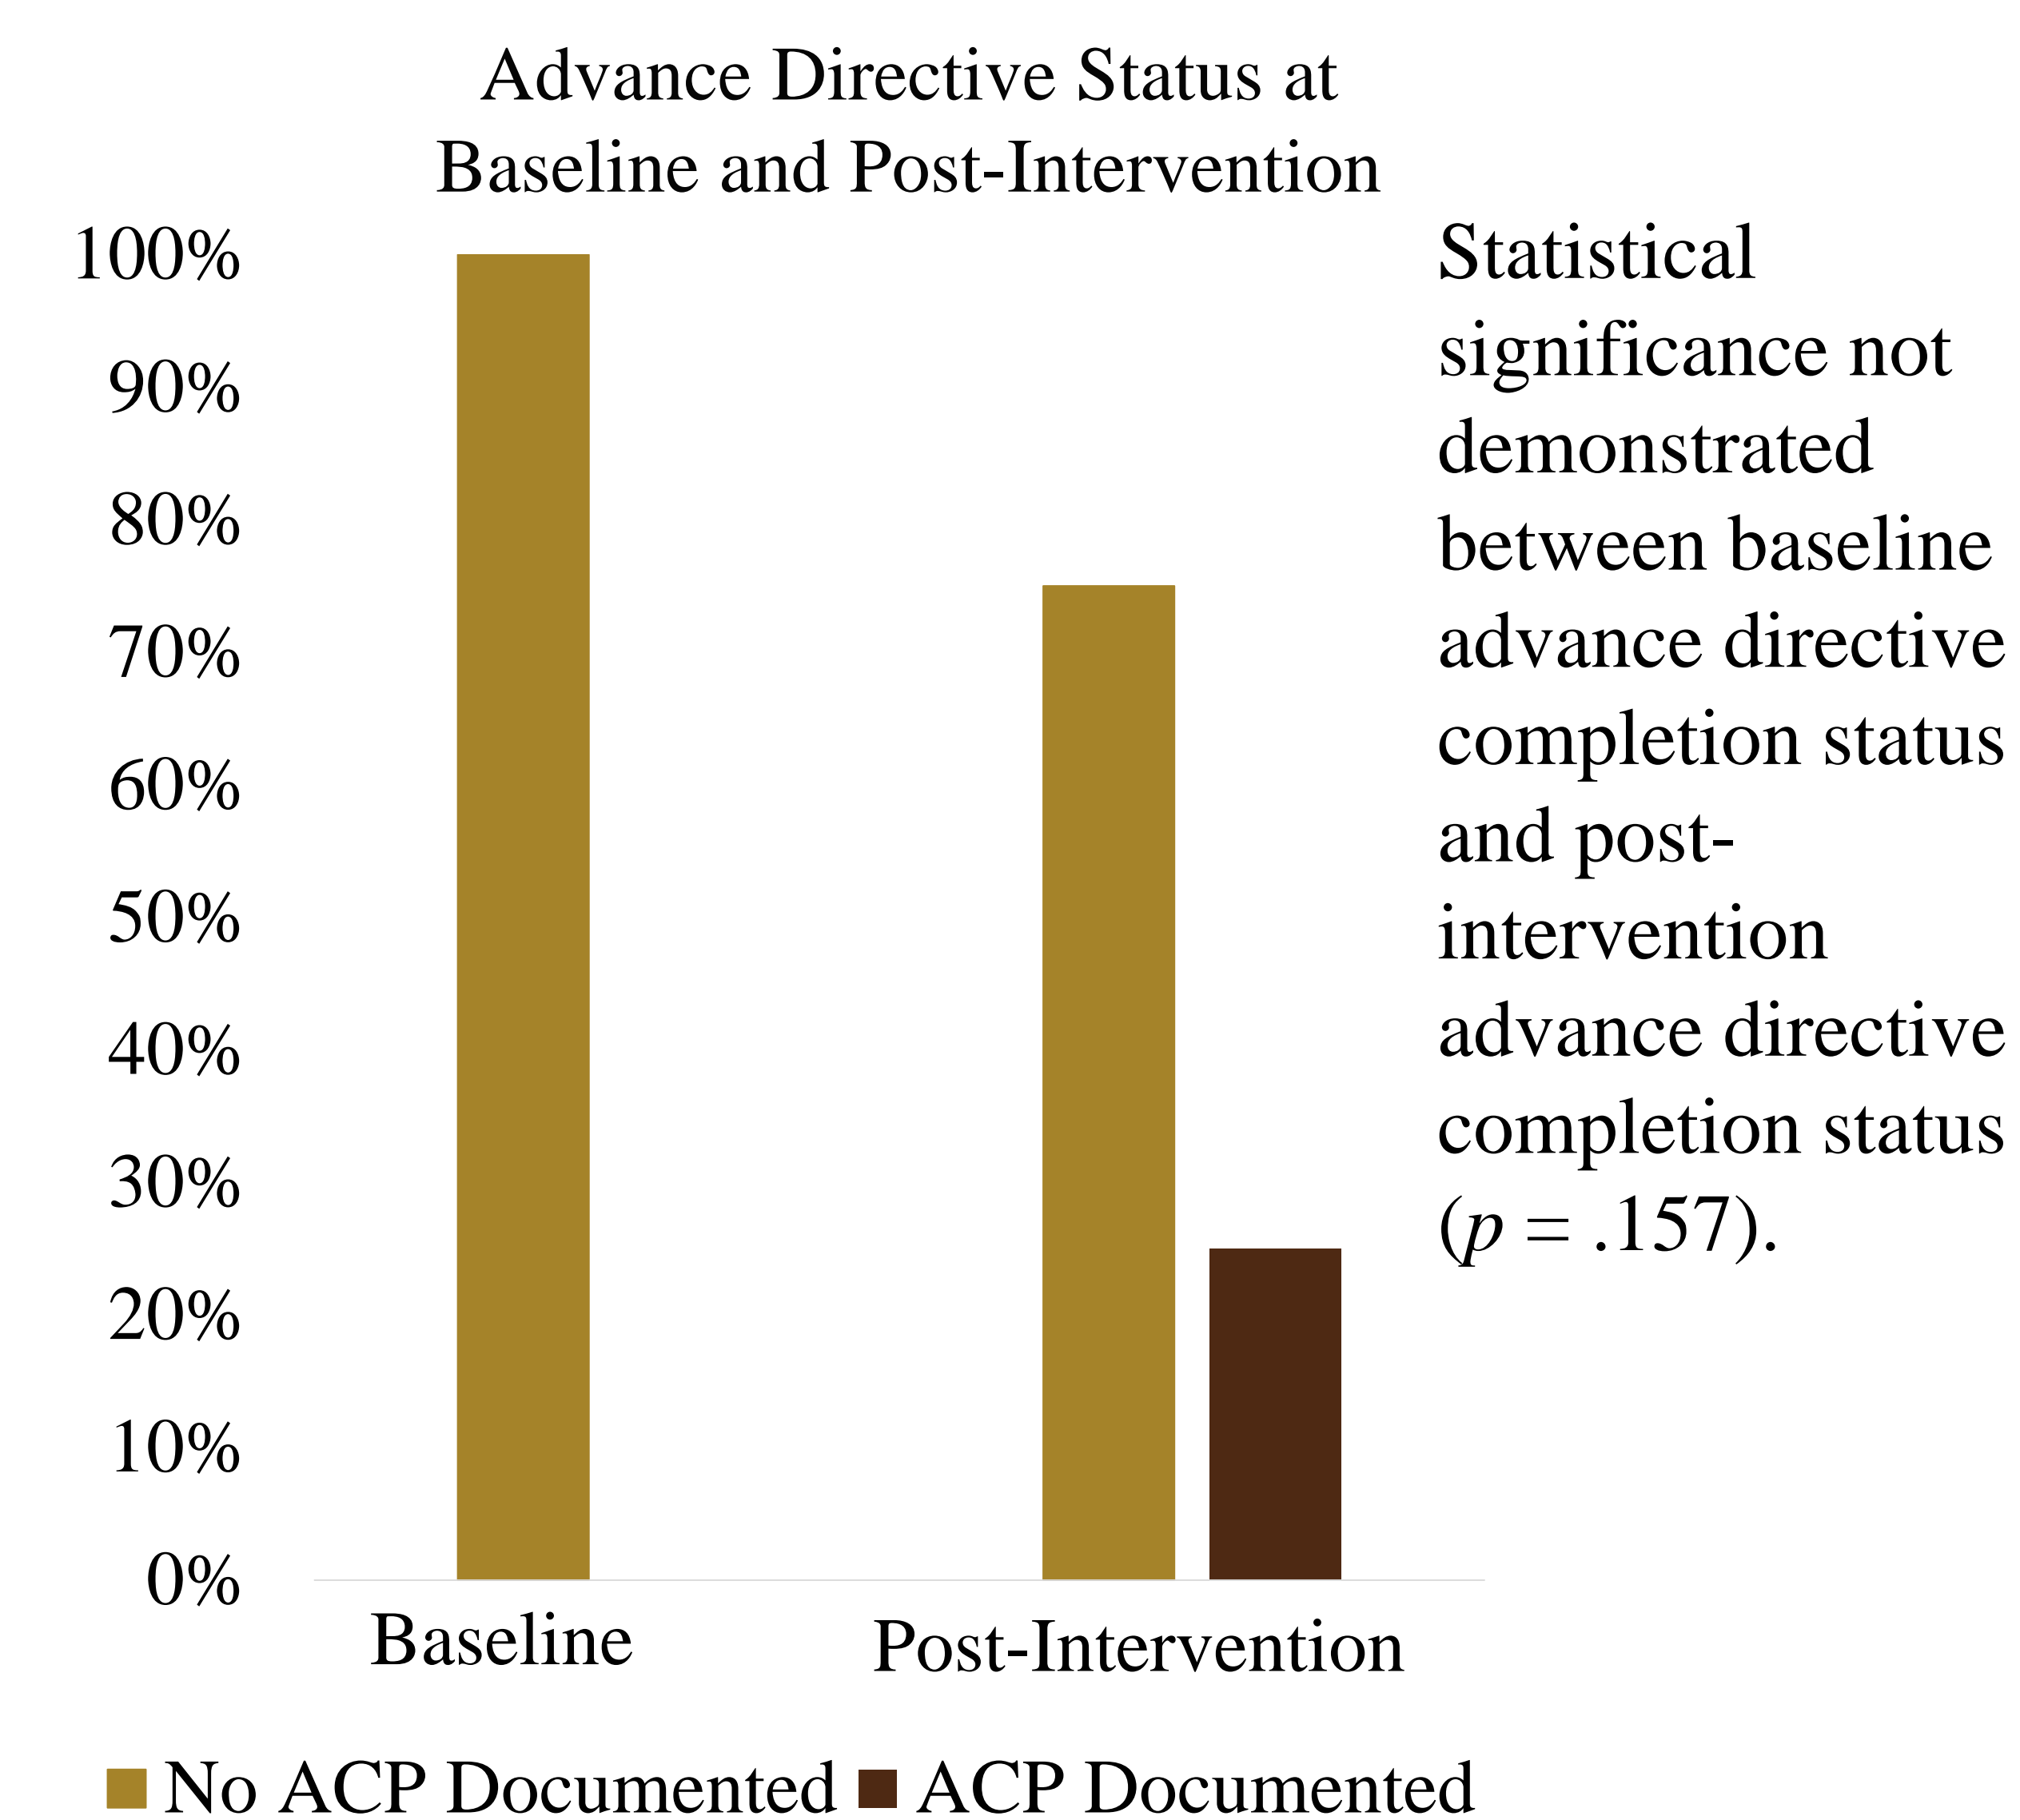 Advance Directive Status at
Baseline and Post-Intervention
100%
90%
80%
70%
60%
50%
40%
30%
20%
10%
0%
Baseline
Post-Intervention
No ACP Documented
ACP Documented
Statistical
significance not
demonstrated
between baseline
advance directive
completion status
and post-
intervention
advance directive
completion status
(p = .157).